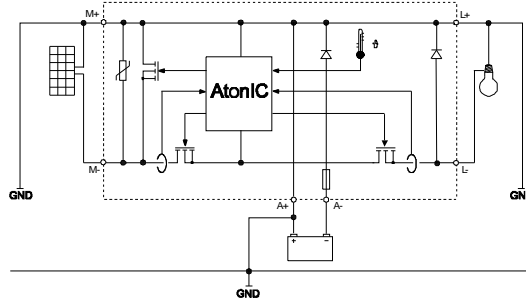 M+
L+
ϑ
AtonIC
M-
L-
GND
GN
A+
A-
+
−
GND